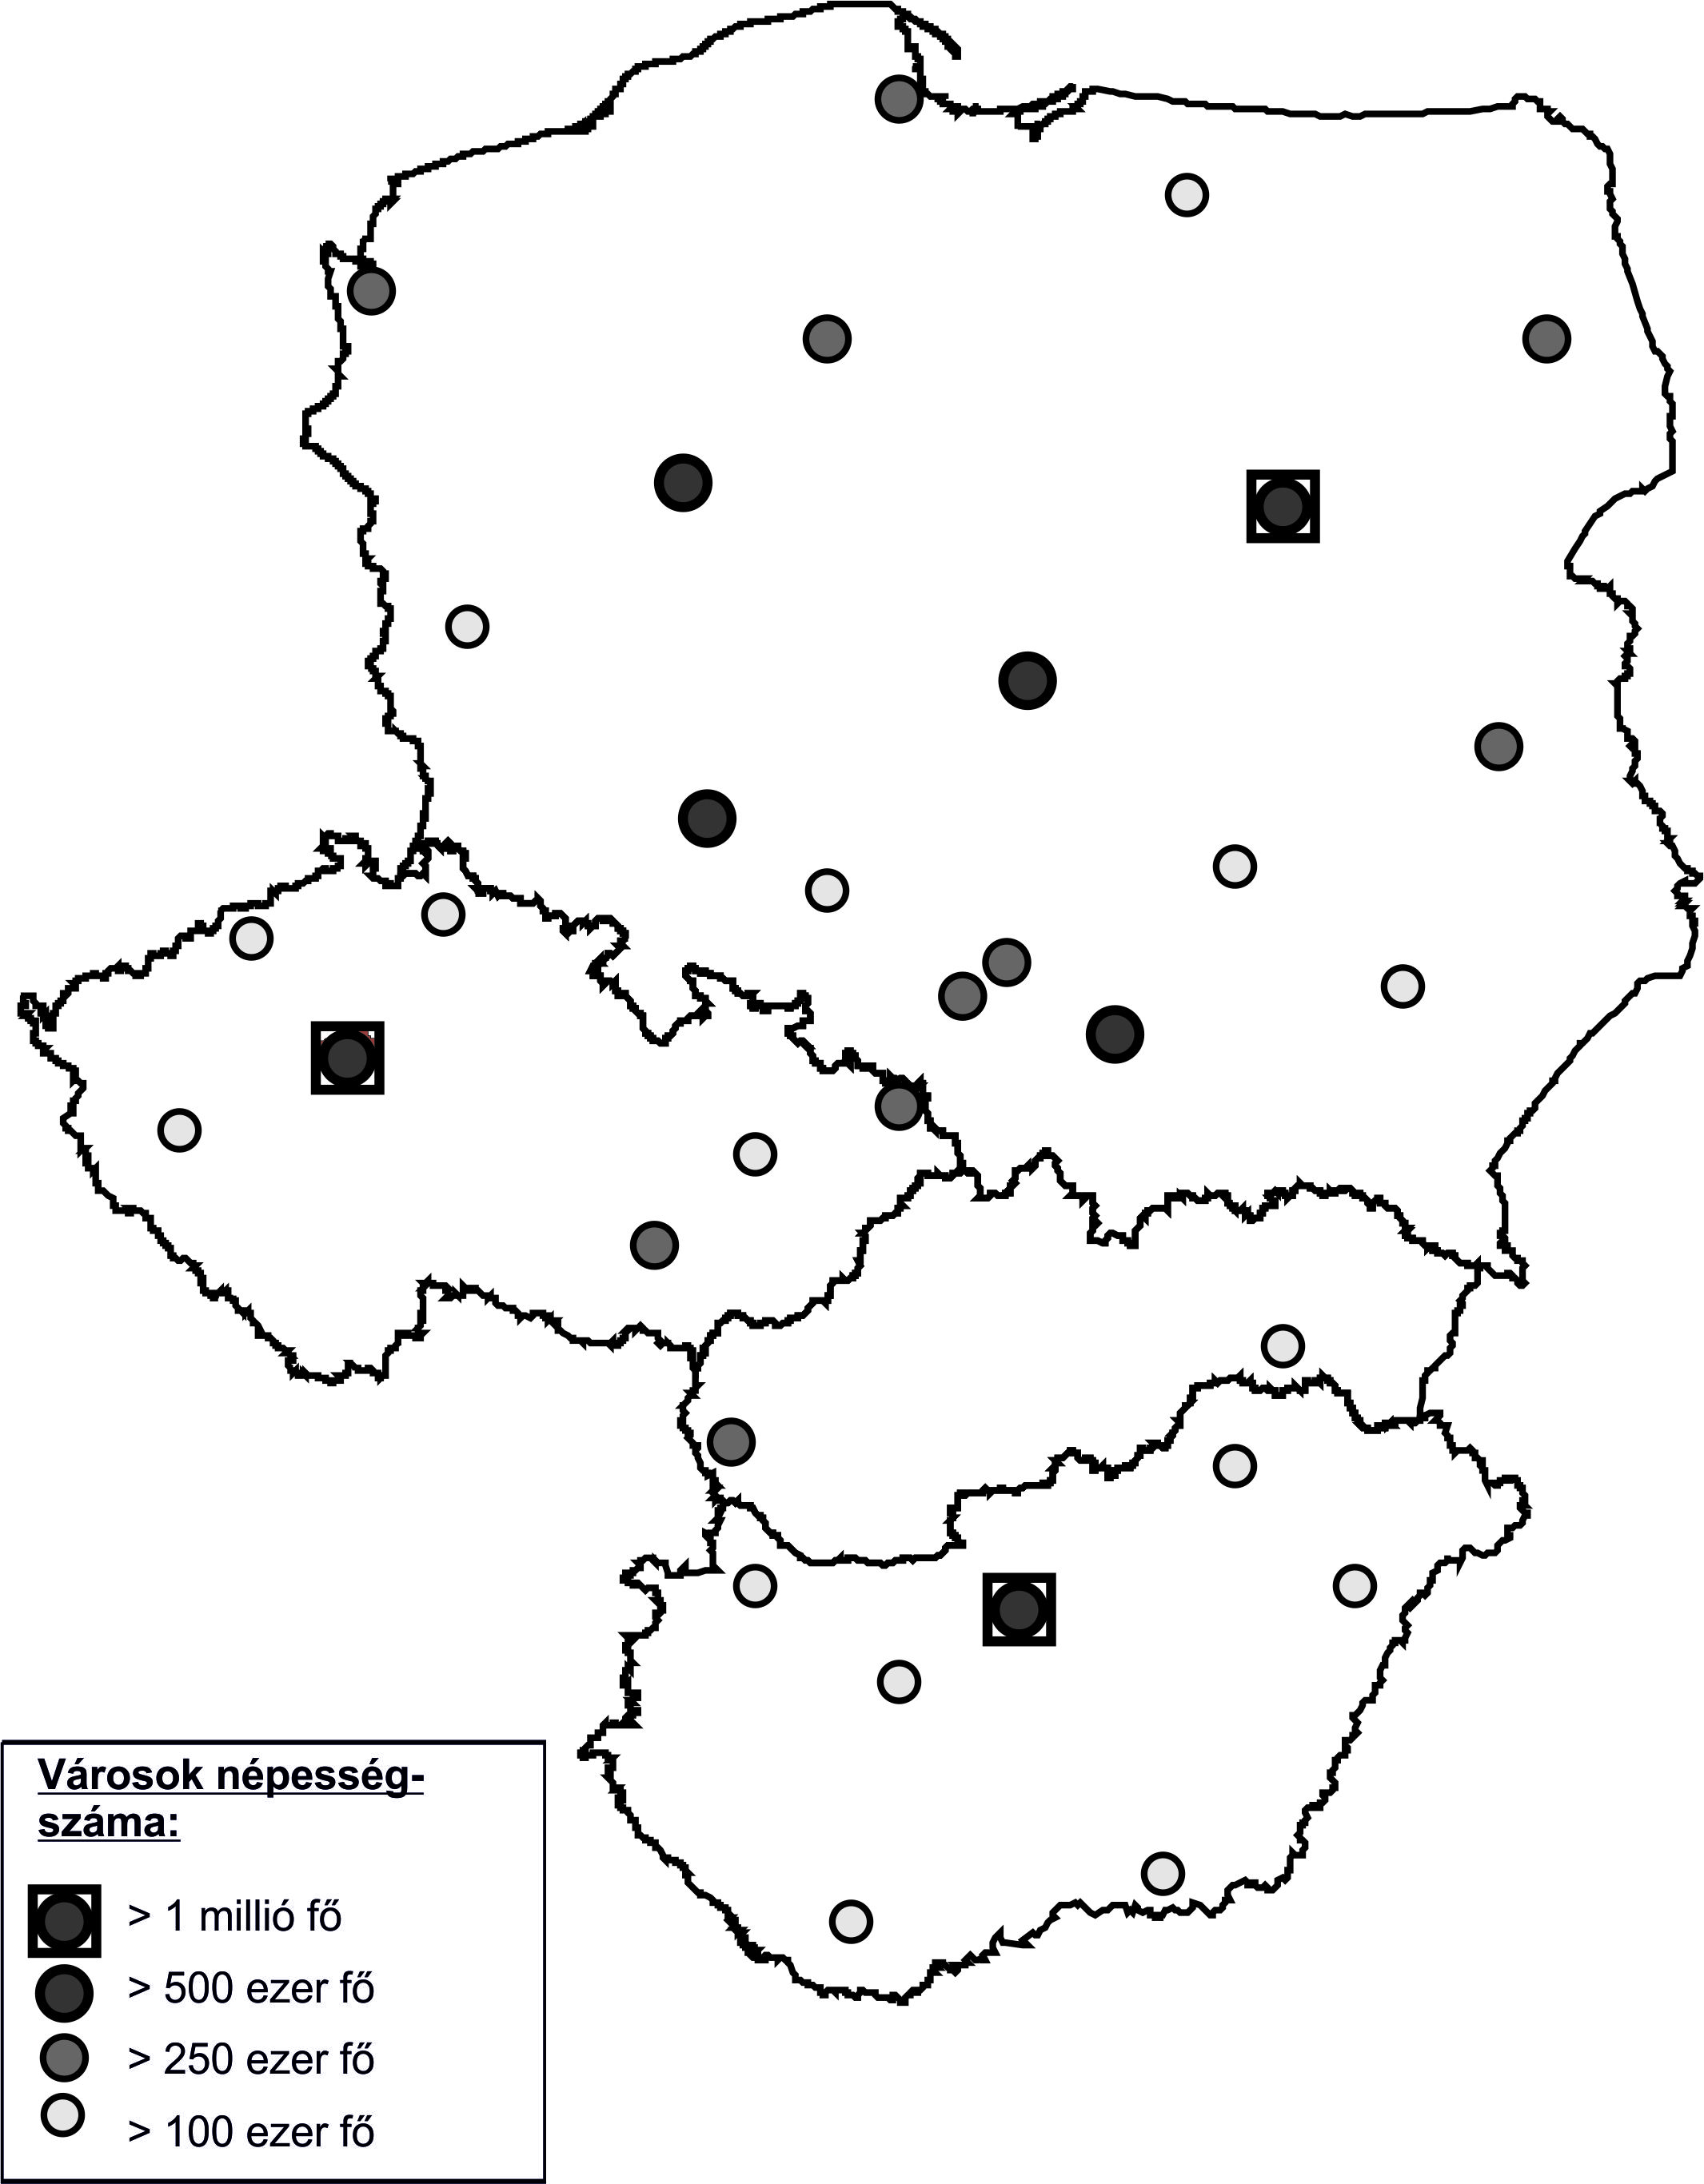 Városok népesség-
száma:
> 1 millió fő
> 500 ezer fő
> 250 ezer fő
> 100 ezer fő